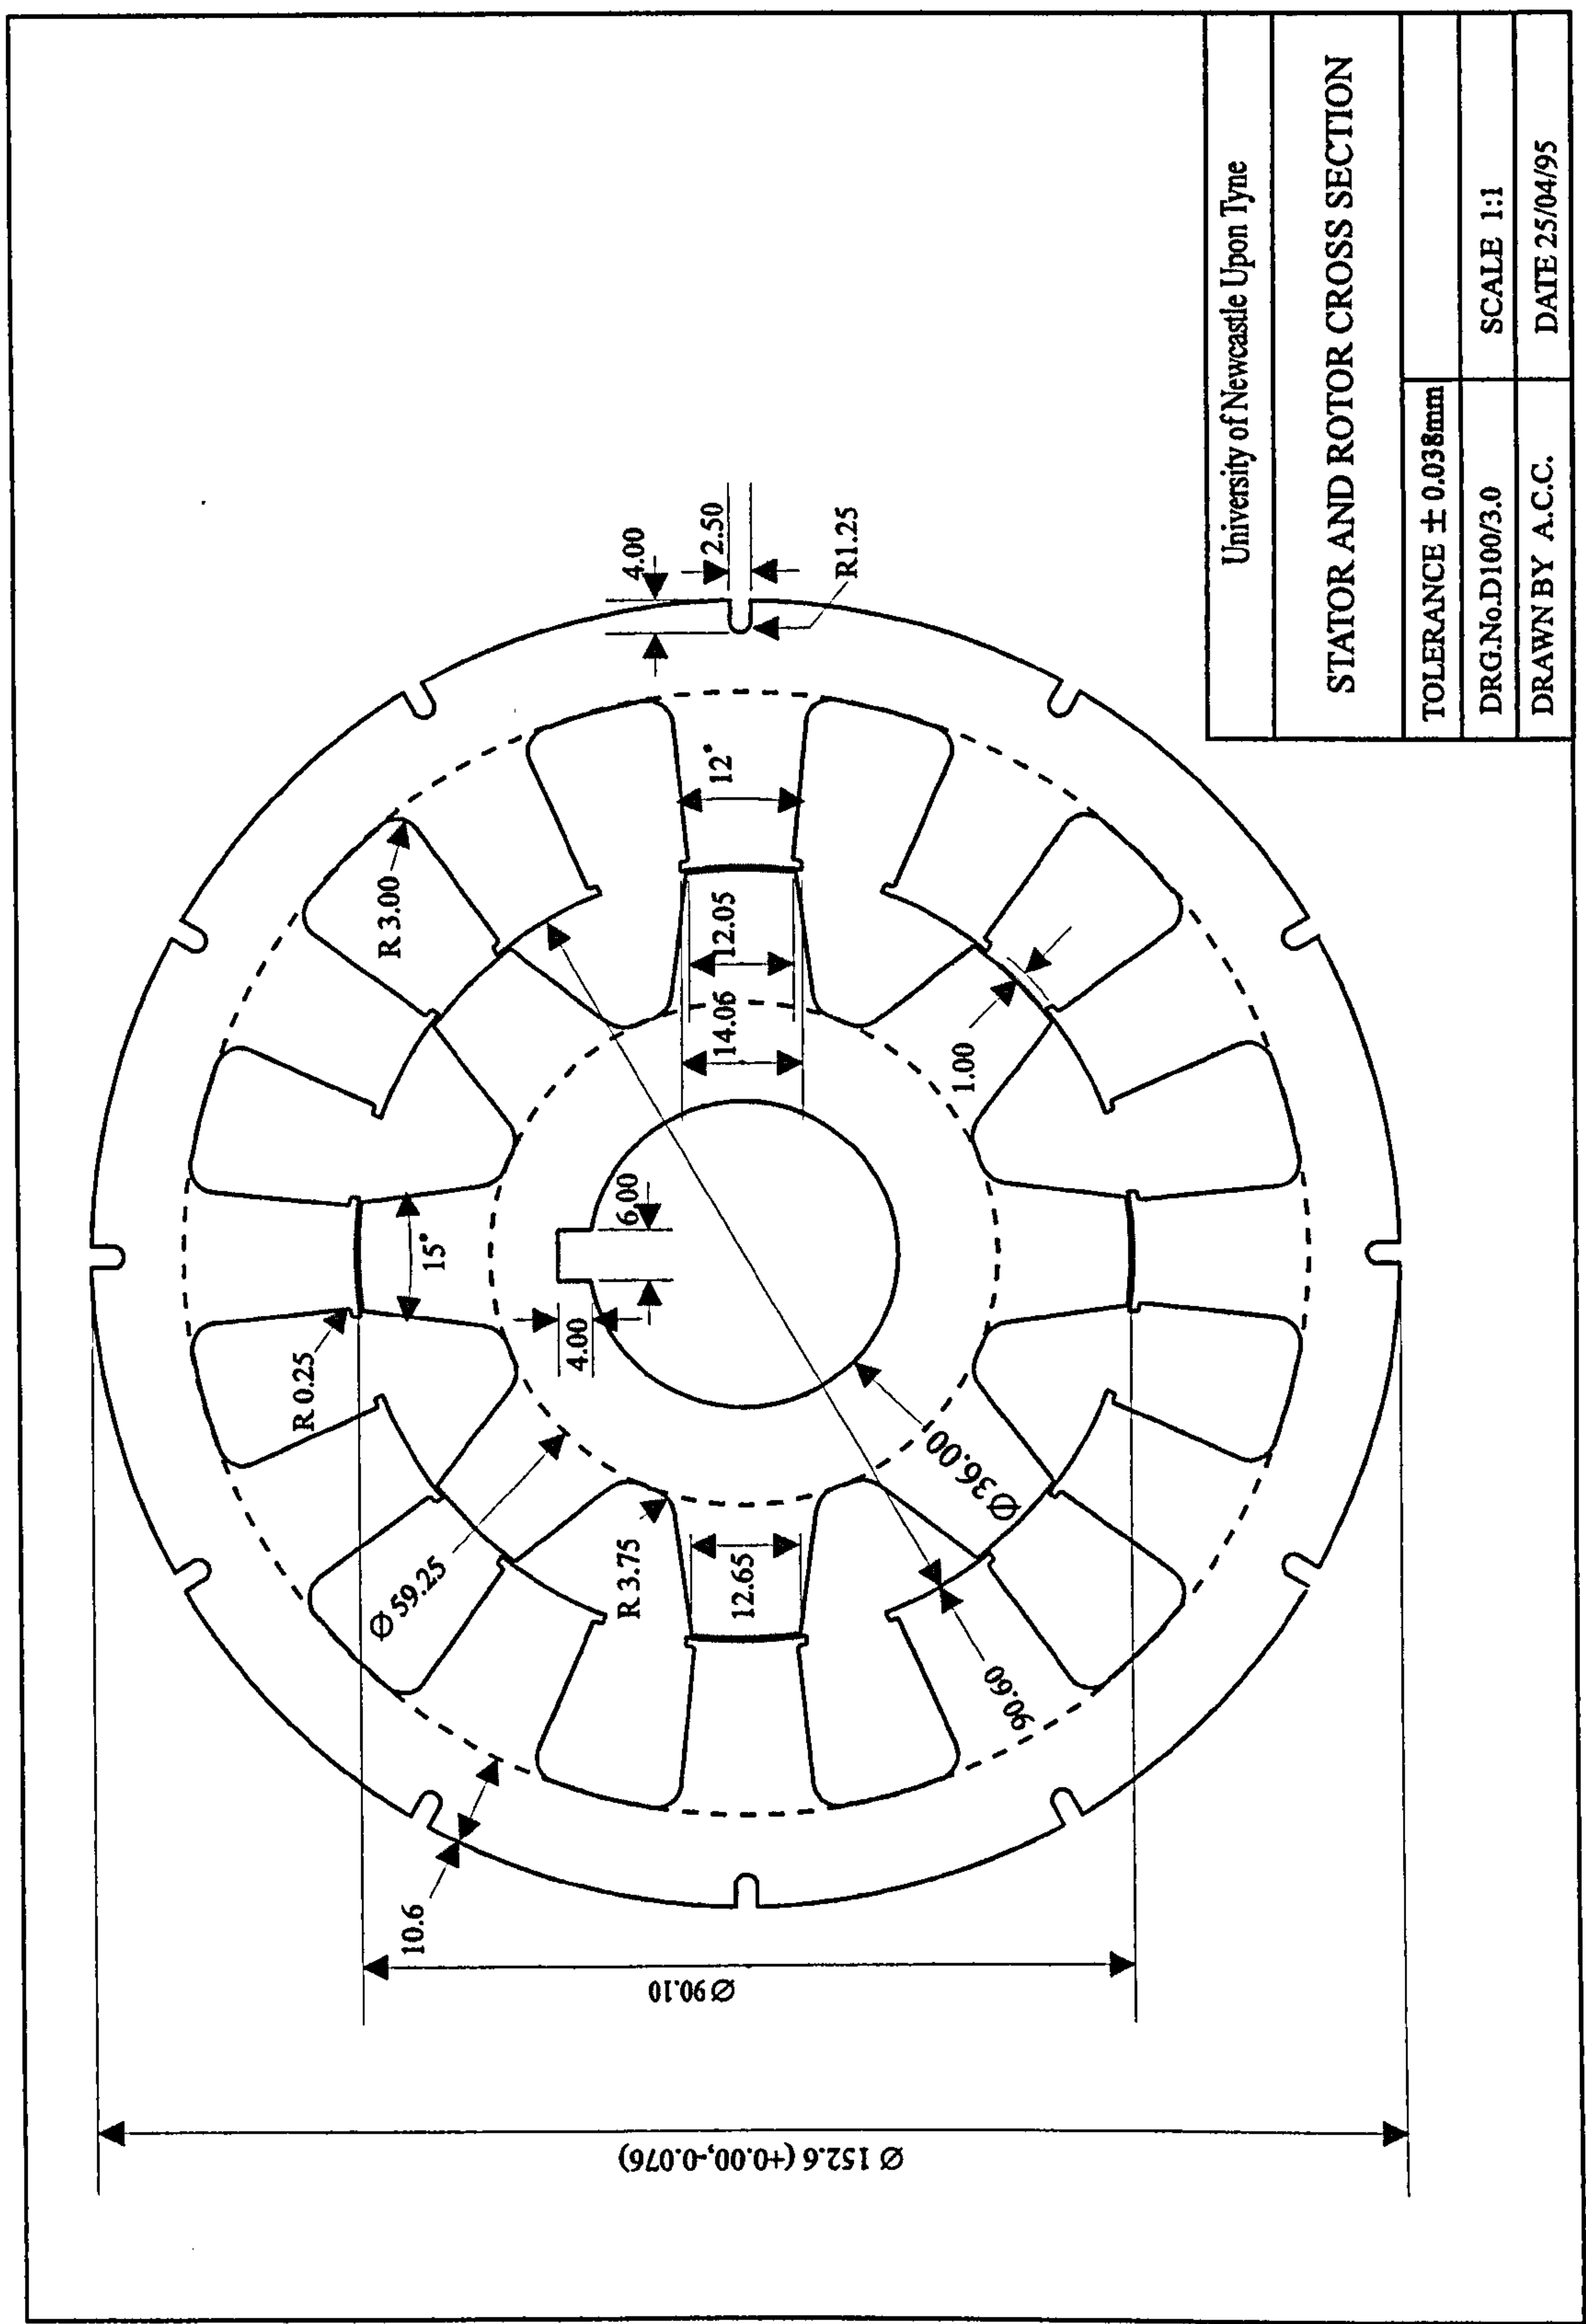 4.00
2.50
R1.25
12°
R 3.00
12.05
14.06
1.00
6.00
4.00
15°
R 0.25
Φ 59.25
R 3.75
12.65
Φ36.00
90.60
10.6
Ø 90.10
Ø 152.6 (+0.00,-0.076)
University of Newcastle Upon Tyne
STATOR AND ROTOR CROSS SECTION
TOLERANCE ± 0.038mm
DRG.No.D100/3.0 SCALE 1:1
DRAWN BY A.C.C. DATE 25/04/95